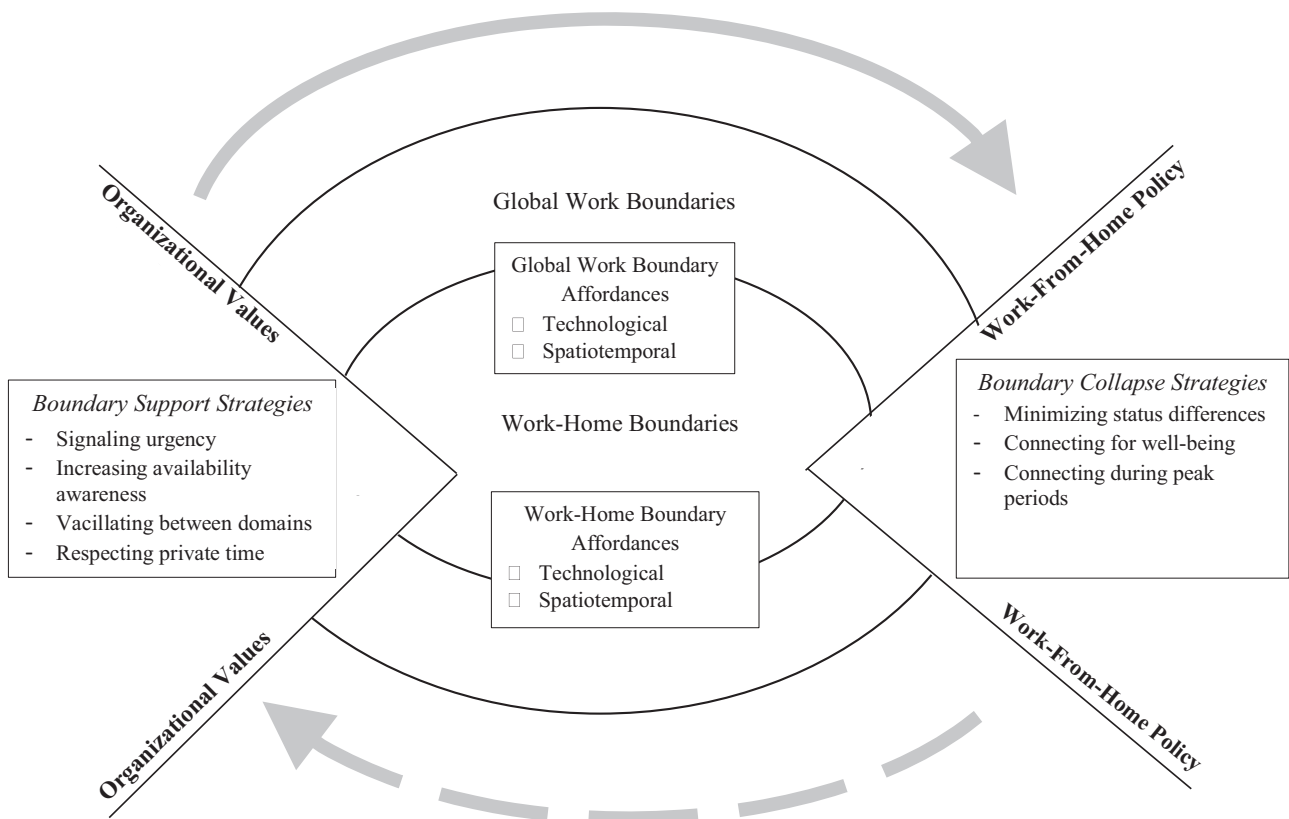 Organizational Values
Global Work Boundaries
Work-From-Home Policy
Global Work Boundary
Affordances
□ Technological
□ Spatiotemporal
Boundary Support Strategies
- Signaling urgency
- Increasing availability
awareness
- Vacillating between domains
- Respecting private time
Work-Home Boundaries
Boundary Collapse Strategies
- Minimizing status differences
- Connecting for well-being
- Connecting during peak
periods
Work-Home Boundary
Affordances
□ Technological
□ Spatiotemporal
Organizational Values
Work-From-Home Policy